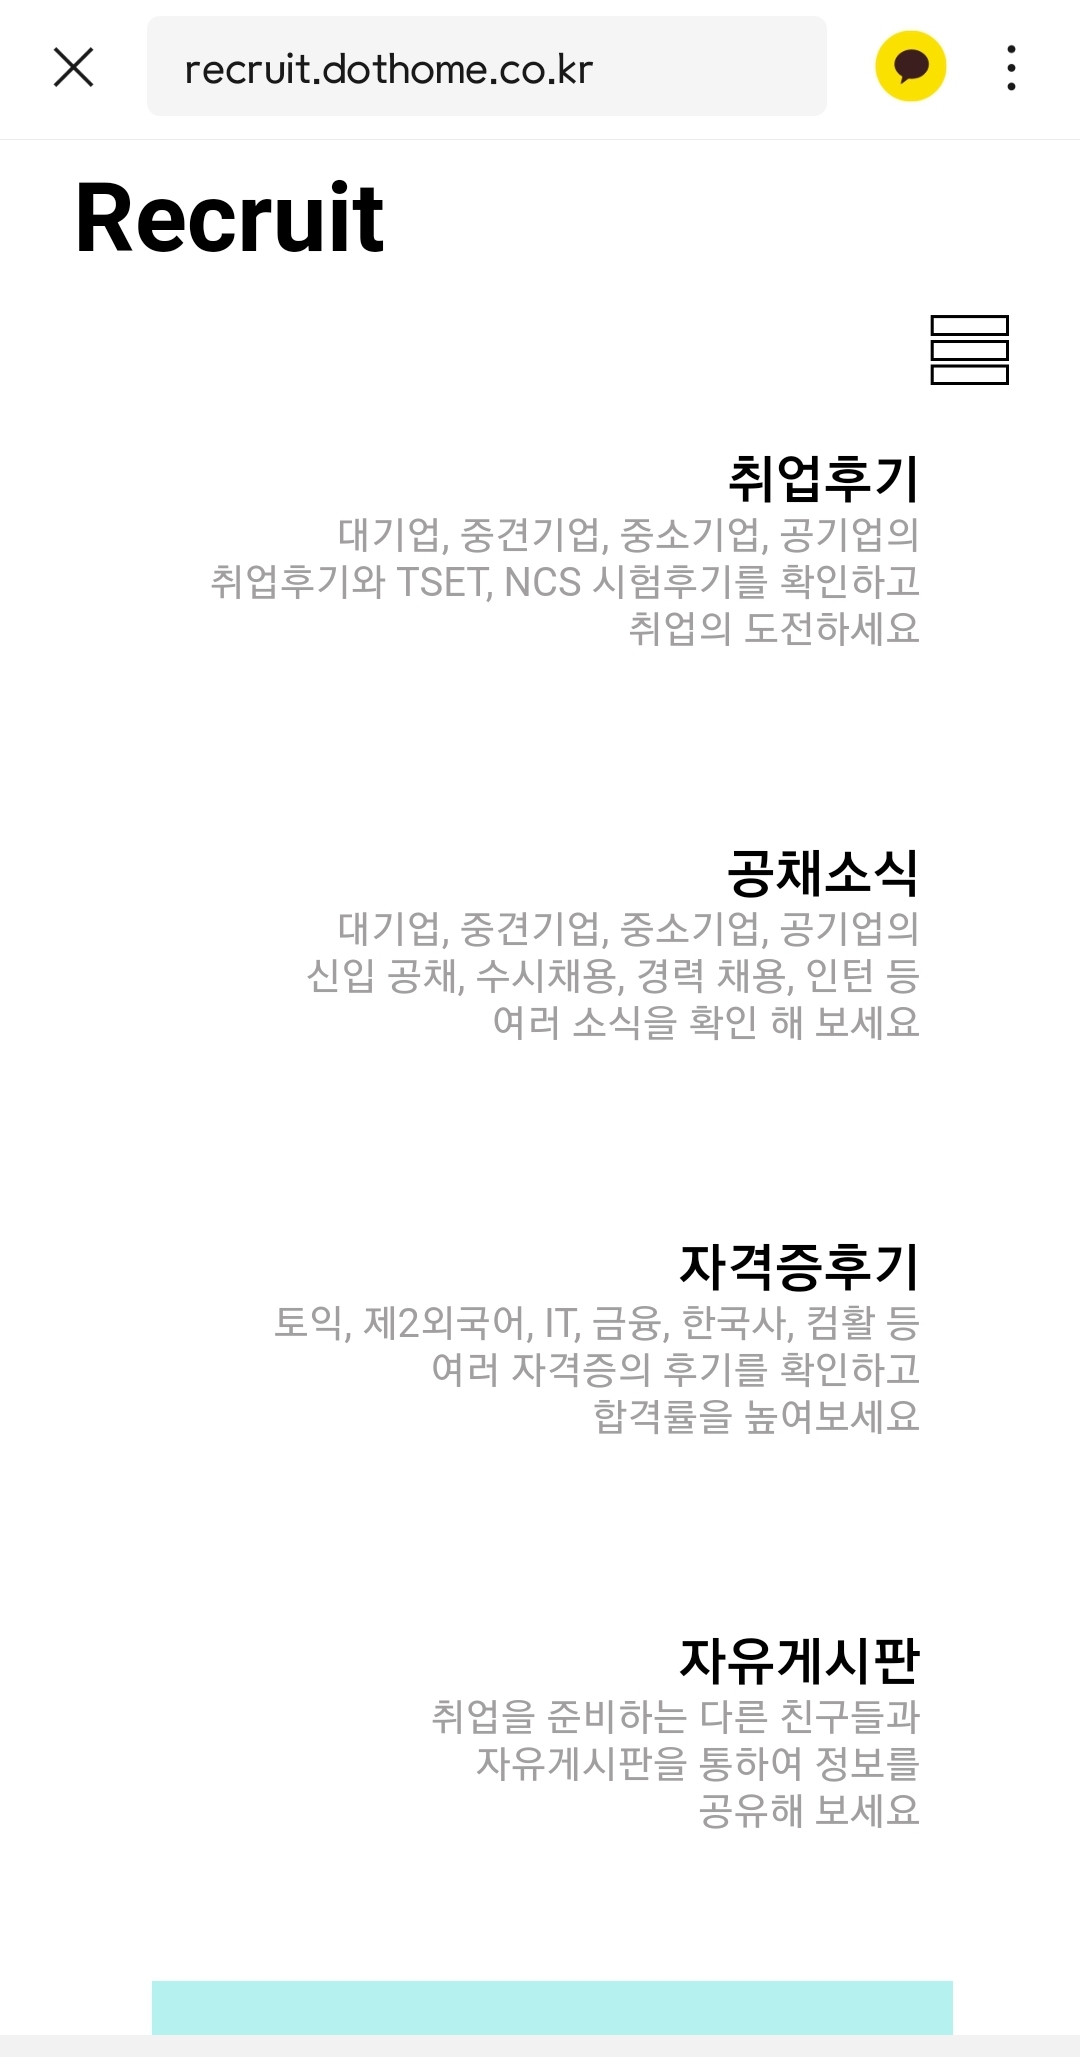 recruit.dothome.co.kr
Recruit
취업후기
대기업, 중견기업, 중소기업, 공기업의
취업후기와 TSET, NCS 시험후기를 확인하고
취업의 도전하세요
공채소식
대기업, 중견기업, 중소기업, 공기업의
신입 공채, 수시채용, 경력 채용, 인턴 등
여러 소식을 확인 해 보세요
자격증후기
토익, 제2외국어, IT, 금융, 한국사, 컴활 등
여러 자격증의 후기를 확인하고
합격률을 높여보세요
자유게시판
취업을 준비하는 다른 친구들과
자유게시판을 통하여 정보를
공유해 보세요